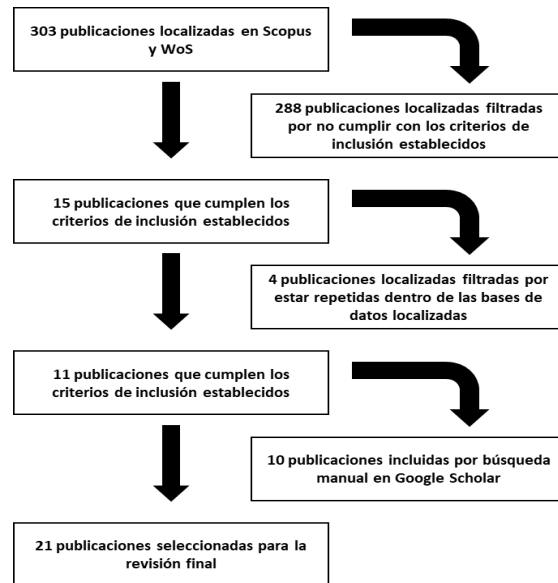 303 publicaciones localizadas en Scopus
y WoS
288 publicaciones localizadas filtradas
por no cumplir con los criterios de
inclusión establecidos
15 publicaciones que cumplen los
criterios de inclusión establecidos
4 publicaciones localizadas filtradas por
estar repetidas dentro de las bases de
datos localizadas
11 publicaciones que cumplen los
criterios de inclusión establecidos
10 publicaciones incluidas por búsqueda
manual en Google Scholar
21 publicaciones seleccionadas para la
revisión final